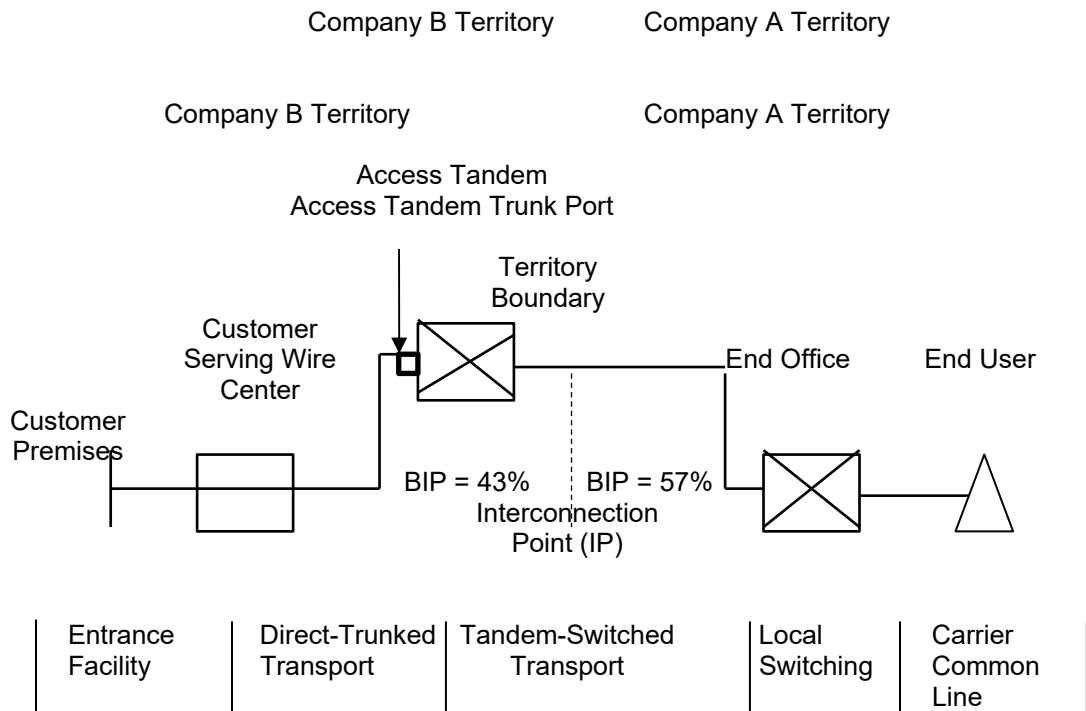 Company B Territory Company A Territory
Company B Territory Company A Territory
Access Tandem
Access Tandem Trunk Port
Territory
Boundary
Customer
Serving Wire
Center
End Office
End User
Customer
Premises
BIP = 43% BIP = 57%
Interconnection
Point (IP)
Entrance
Facility
Direct-Trunked
Transport
Tandem-Switched
Transport
Local
Switching
Carrier
Common
Line